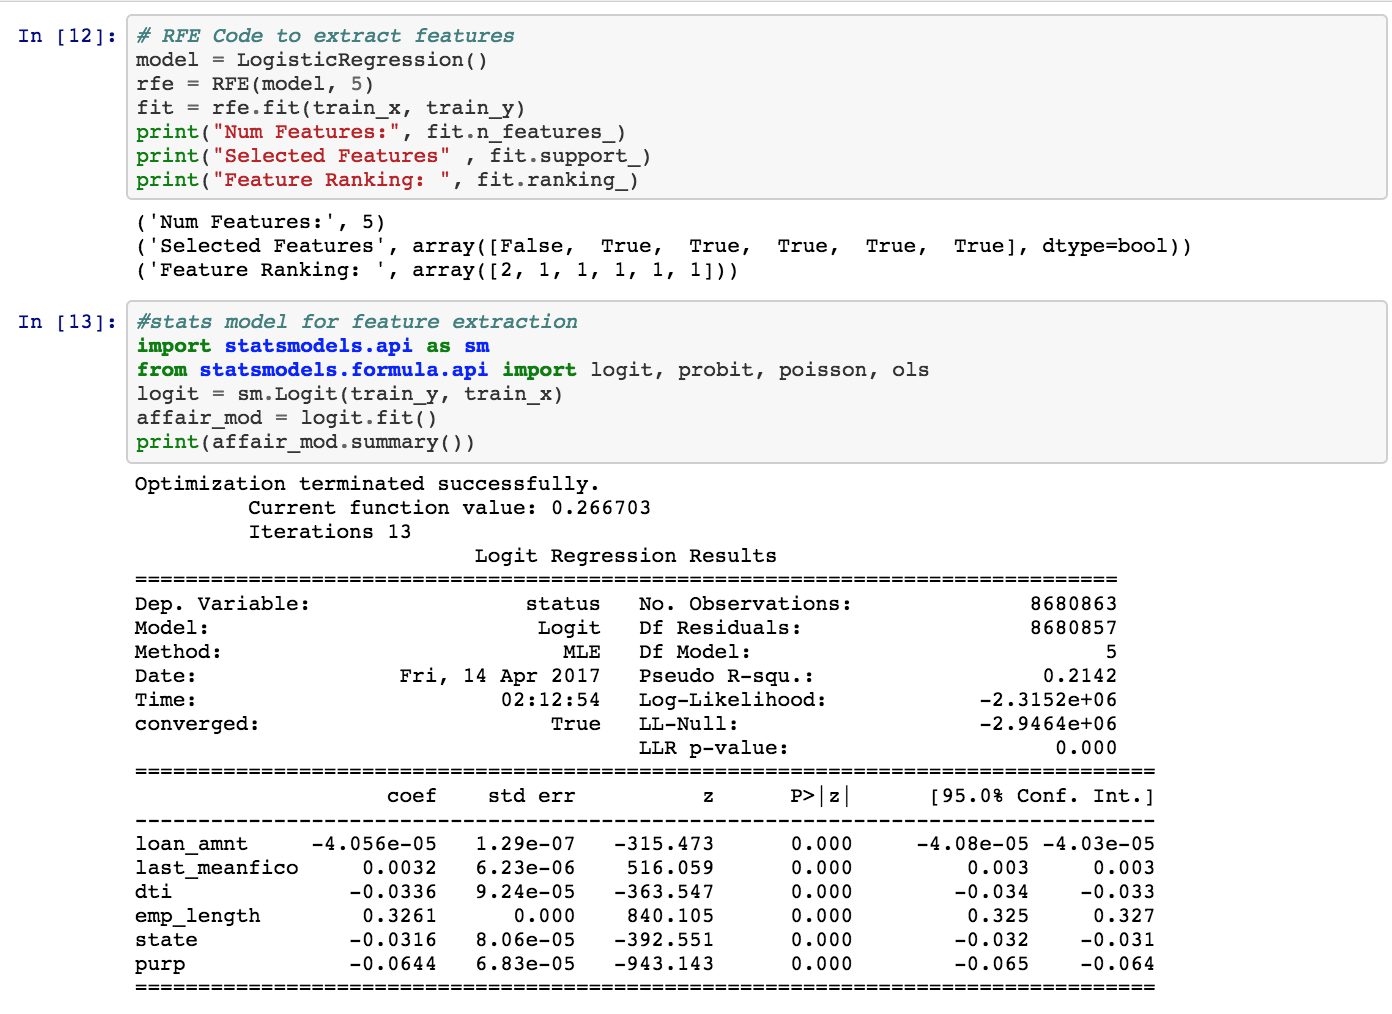 In [12]: # RFE Code to extract features
model = LogisticRegression()
rfe = RFE(model, 5)
fit = rfe.fit(train_x, train_y)
print("Num Features:", fit.n_features_)
print("Selected Features" , fit.support_)
print("Feature Ranking: ", fit.ranking_)
('Num Features:', 5)
('Selected Features', array([False,  True,  True,  True,  True,  True], dtype=bool))
('Feature Ranking: ', array([2, 1, 1, 1, 1, 1]))
In [13]: #stats model for feature extraction
import statsmodels.api as sm
from statsmodels.formula.api import logit, probit, poisson, ols
logit = sm.Logit(train_y, train_x)
affair_mod = logit.fit()
print(affair_mod.summary())
Optimization terminated successfully.
Current function value: 0.266703
Iterations 13
Logit Regression Results
==============================================================================
Dep. Variable: status No. Observations: 8680863
Model: Logit Df Residuals: 8680857
Method: MLE Df Model: 5
Date: Fri, 14 Apr 2017 Pseudo R-squ.: 0.2142
Time: 02:12:54 Log-Likelihood: -2.3152e+06
converged: True LL-Null: -2.9464e+06
LLR p-value: 0.000
=================================================================================
coef std err z P>|z| [95.0% Conf. Int.]
---------------------------------------------------------------------------------
loan_amnt -4.056e-05 1.29e-07 -315.473 0.000 -4.08e-05 -4.03e-05
last_meanfico 0.0032 6.23e-06 516.059 0.000 0.003 0.003
dti -0.0336 9.24e-05 -363.547 0.000 -0.034 -0.033
emp_length 0.3261 0.000 840.105 0.000 0.325 0.327
state -0.0316 8.06e-05 -392.551 0.000 -0.032 -0.031
purp -0.0644 6.83e-05 -943.143 0.000 -0.065 -0.064
=================================================================================